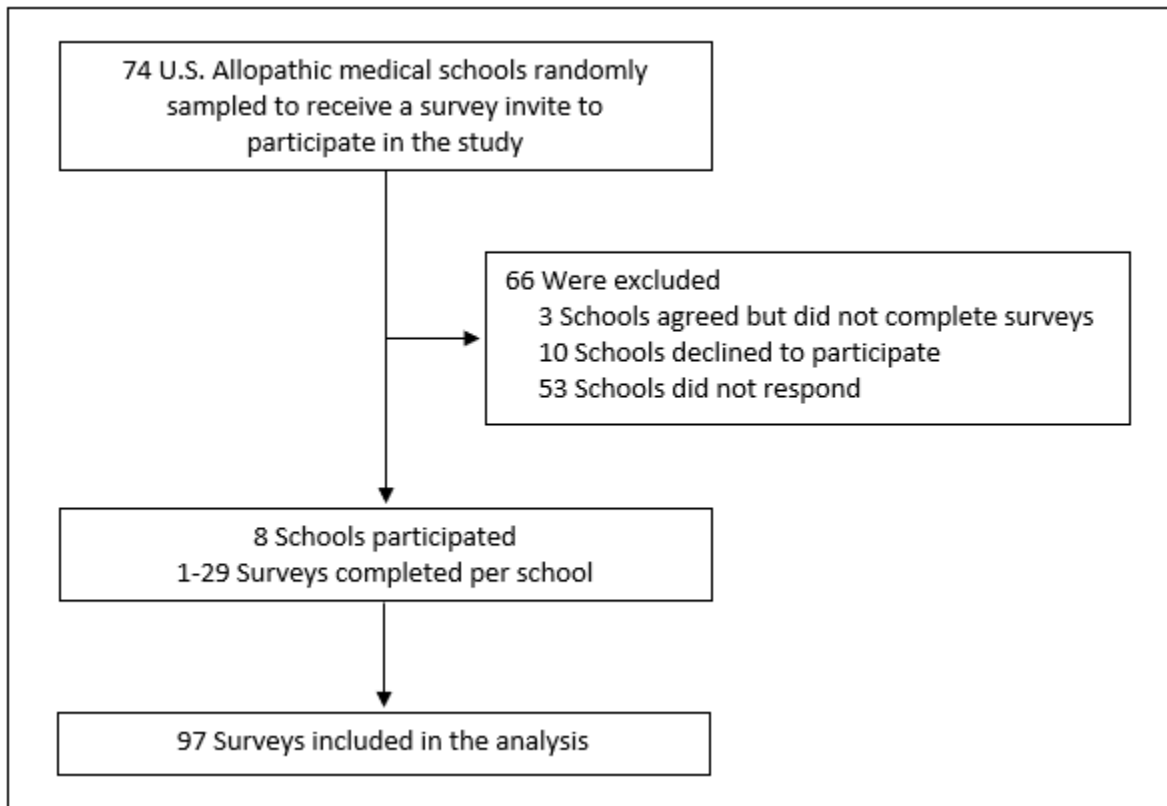 74 U.S. Allopathic medical schools randomly
sampled to receive a survey invite to
participate in the study
66 Were excluded
3 Schools agreed but did not complete surveys
10 Schools declined to participate
53 Schools did not respond
8 Schools participated
1-29 Surveys completed per school
97 Surveys included in the analysis